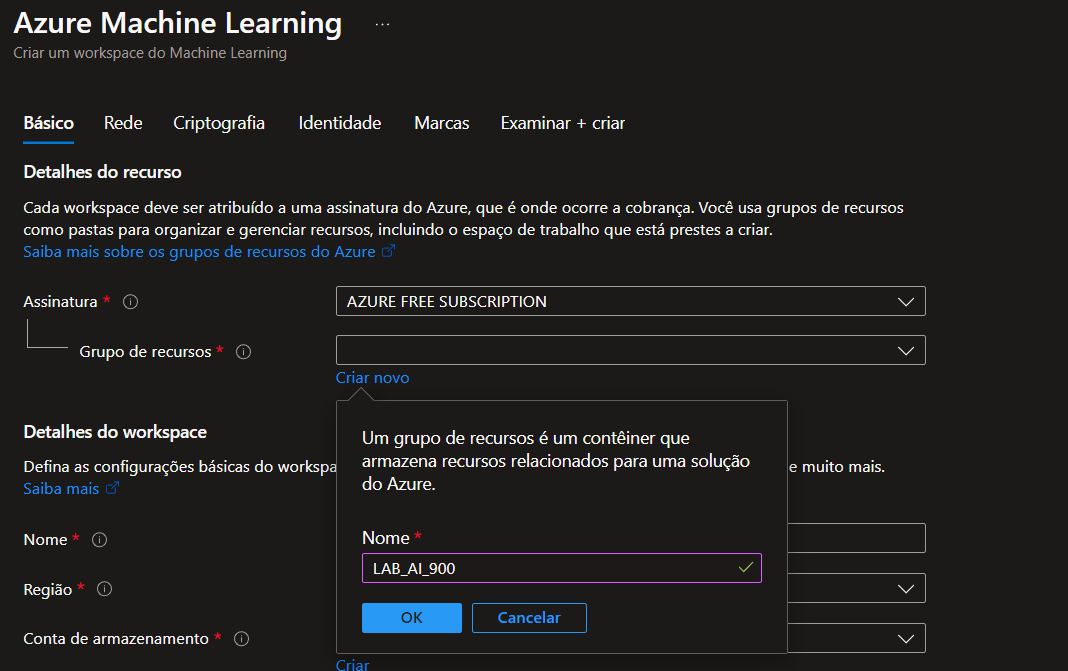 Azure Machine Learning ...
Criar um workspace do Machine Learning
Básico Rede Criptografia Identidade Marcas Examinar + criar
Detalhes do recurso
Cada workspace deve ser atribuído a uma assinatura do Azure, que é onde ocorre a cobrança. Você usa grupos de recursos
como pastas para organizar e gerenciar recursos, incluindo o espaço de trabalho que está prestes a criar.
Saiba mais sobre os grupos de recursos do Azure
Assinatura *
AZURE FREE SUBSCRIPTION
Grupo de recursos *
Criar novo
Um grupo de recursos é um contêiner que
armazena recursos relacionados para uma solução
do Azure.
Nome *
LAB_AI_900
OK Cancelar
Detalhes do workspace
Defina as configurações básicas do workspa e muito mais.
Saiba mais
Nome *
Região *
Conta de armazenamento *
Criar